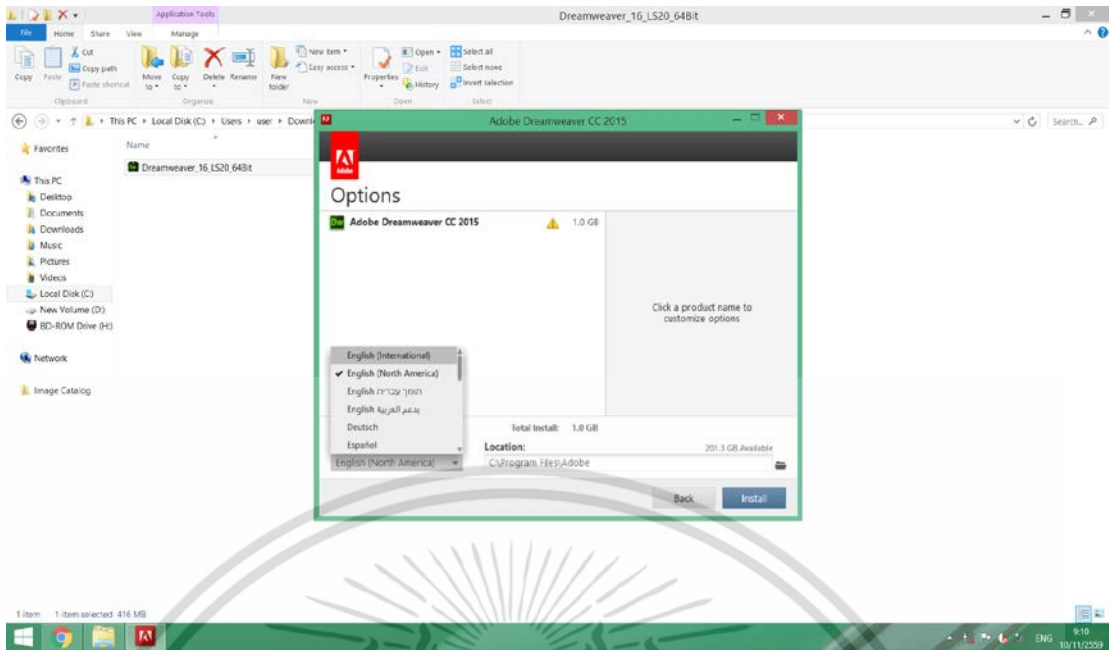 Application Tools
Dreamweaver_16_LS20_64Bit
File Home Share View Manage
Copy Paste
Cut
Copy path
Paste shortcut
Move to Copy to Delete Rename
New folder
New item
Easy access
Properties
Open
Edit
History
Select all
Select none
Invert selection
Clipboard Organize New Open Select
This PC Local Disk (C:) Users user
Search...
Favorites
This PC
Desktop
Documents
Downloads
Music
Pictures
Videos
Local Disk (C:)
New Volume (D:)
BD-ROM Drive (H:)
Network
Image Catalog
Name
Dreamweaver_16_LS20_64Bit
Adobe Dreamweaver CC 2015
Adobe
Options
Dw Adobe Dreamweaver CC 2015 1.0 GB
Click a product name to
customize options
English (International)
✔ English (North America)
English תומך עברית
English يدعم العربية
Deutsch
Español
English (North America)
Total Install: 1.0 GB
Location: 201.3 GB Available
C:\Program Files\Adobe
Back Install
1 item 1 item selected 416 MB
ENG
9:10
10/11/2559